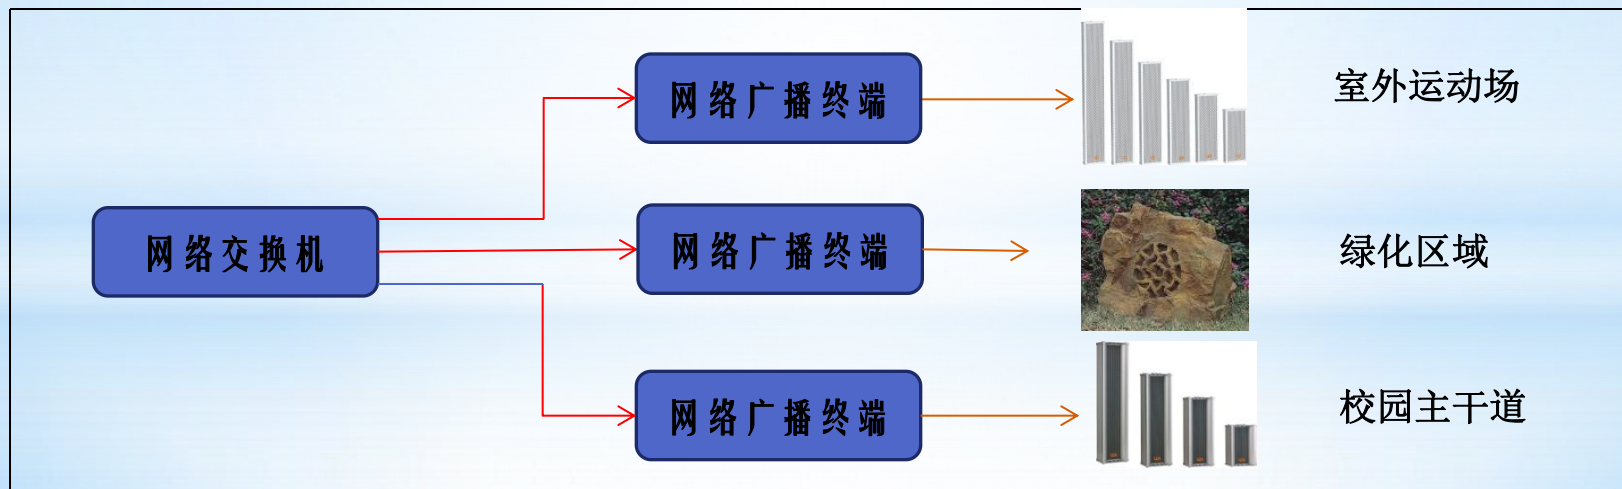 网络广播终端
室外运动场
网络交换机
网络广播终端
绿化区域
网络广播终端
校园主干道